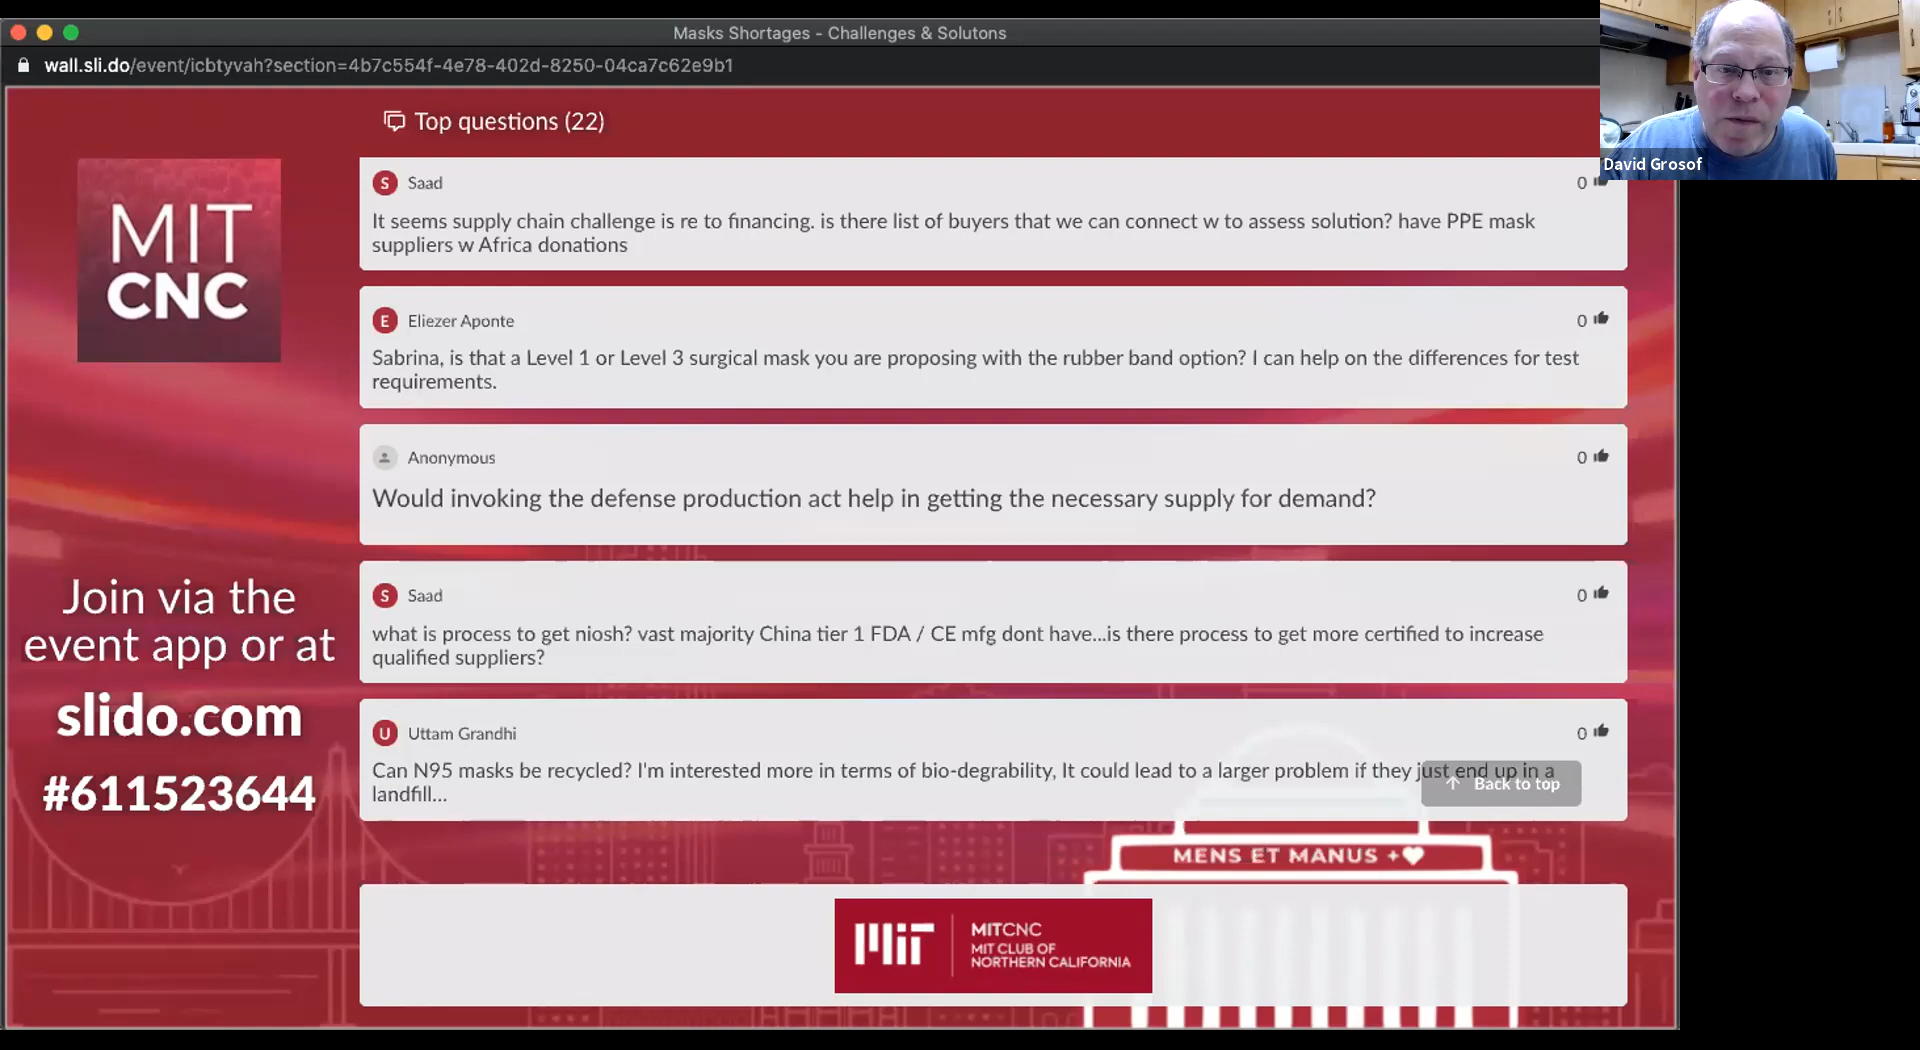 Masks Shortages - Challenges & Solutons
wall.sli.do/event/icbtyvah?section=4b7c554f-4e78-402d-8250-04ca7c62e9b1
David Grosof
Top questions (22)
MIT
CNC
S Saad
0
It seems supply chain challenge is re to financing. is there list of buyers that we can connect w to assess solution? have PPE mask
suppliers w Africa donations
E Eliezer Aponte
0
Sabrina, is that a Level 1 or Level 3 surgical mask you are proposing with the rubber band option? I can help on the differences for test
requirements.
Anonymous
0
Would invoking the defense production act help in getting the necessary supply for demand?
S Saad
0
what is process to get niosh? vast majority China tier 1 FDA / CE mfg dont have...is there process to get more certified to increase
qualified suppliers?
U Uttam Grandhi
0
Can N95 masks be recycled? I'm interested more in terms of bio-degrability, It could lead to a larger problem if they just end up in a
landfill...
Back to top
Join via the
event app or at
slido.com
#611523644
MENS ET MANUS +
MIT
MITCNC
MIT CLUB OF
NORTHERN CALIFORNIA